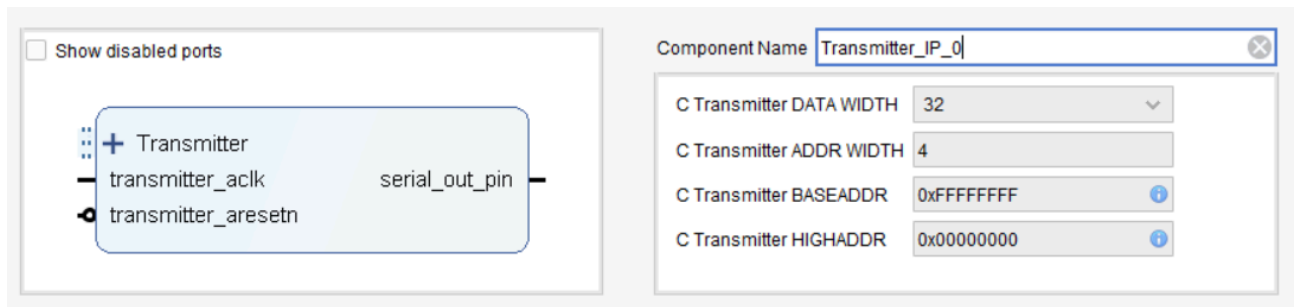 Show disabled ports
Transmitter
transmitter_aclk
serial_out_pin
transmitter_aresetn
Component Name Transmitter_IP_0
C Transmitter DATA WIDTH 32
C Transmitter ADDR WIDTH 4
C Transmitter BASEADDR 0xFFFFFFFF
C Transmitter HIGHADDR 0x00000000